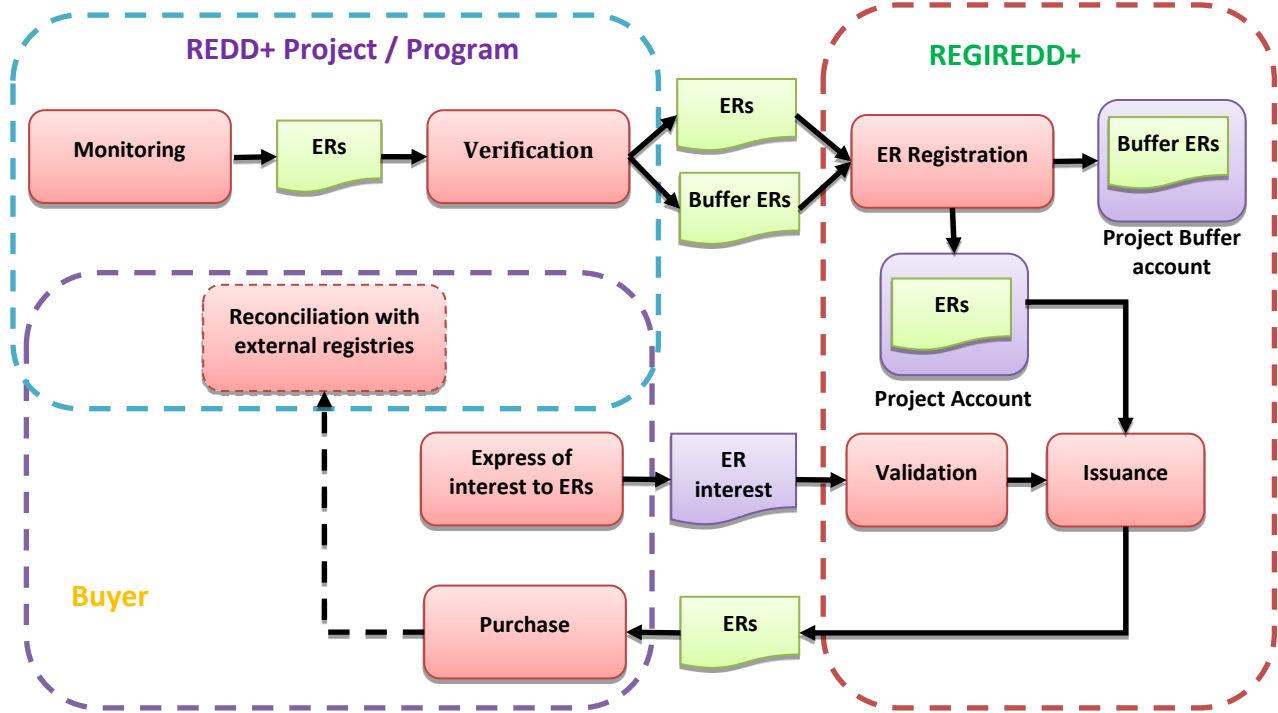 REDD+ Project / Program
REGIREDD+
Monitoring
ERs
Verification
ERs
Buffer ERs
ER Registration
Buffer ERs
Project Buffer
account
ERs
Project Account
Reconciliation with
external registries
Express of
interest to ERs
ER
interest
Validation
Issuance
Buyer
Purchase
ERs